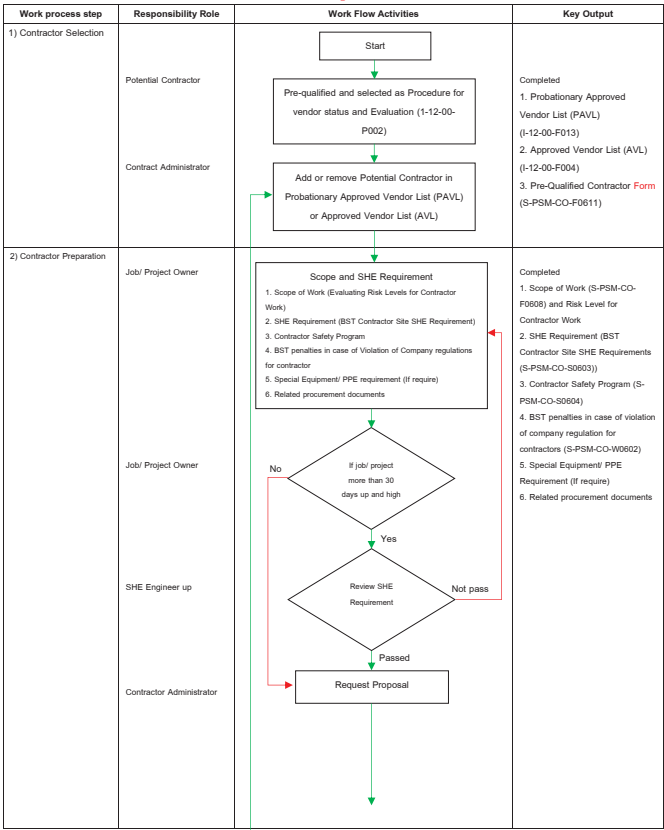 Work process step
Responsibility Role
Work Flow Activities
Key Output
1) Contractor Selection
Start
Potential Contractor
Pre-qualified and selected as Procedure for
vendor status and Evaluation (1-12-00-
P002)
Completed
1. Probationary Approved
Vendor List (PAVL)
(I-12-00-F013)
2. Approved Vendor List (AVL)
(I-12-00-F004)
3. Pre-Qualified Contractor Form
(S-PSM-CO-F0611)
Contract Administrator
Add or remove Potential Contractor in
Probationary Approved Vendor List (PAVL)
or Approved Vendor List (AVL)
2) Contractor Preparation
Job/ Project Owner
Scope and SHE Requirement
1. Scope of Work (Evaluating Risk Levels for Contractor
Work)
2. SHE Requirement (BST Contractor Site SHE Requirement)
3. Contractor Safety Program
4. BST penalties in case of Violation of Company regulations
for contractor
5. Special Equipment/ PPE requirement (If require)
6. Related procurement documents
Completed
1. Scope of Work (S-PSM-CO-
F0608) and Risk Level for
Contractor Work
2. SHE Requirement (BST
Contractor Site SHE Requirements
(S-PSM-CO-S0603))
3. Contractor Safety Program (S-
PSM-CO-S0604)
4. BST penalties in case of violation
of company regulation for
contractors (S-PSM-CO-W0602)
5. Special Equipment/ PPE
Requirement (If require)
6. Related procurement documents
Job/ Project Owner
No
If job/ project
more than 30
days up and high
Yes
SHE Engineer up
Review SHE
Requirement
Not pass
Passed
Contractor Administrator
Request Proposal